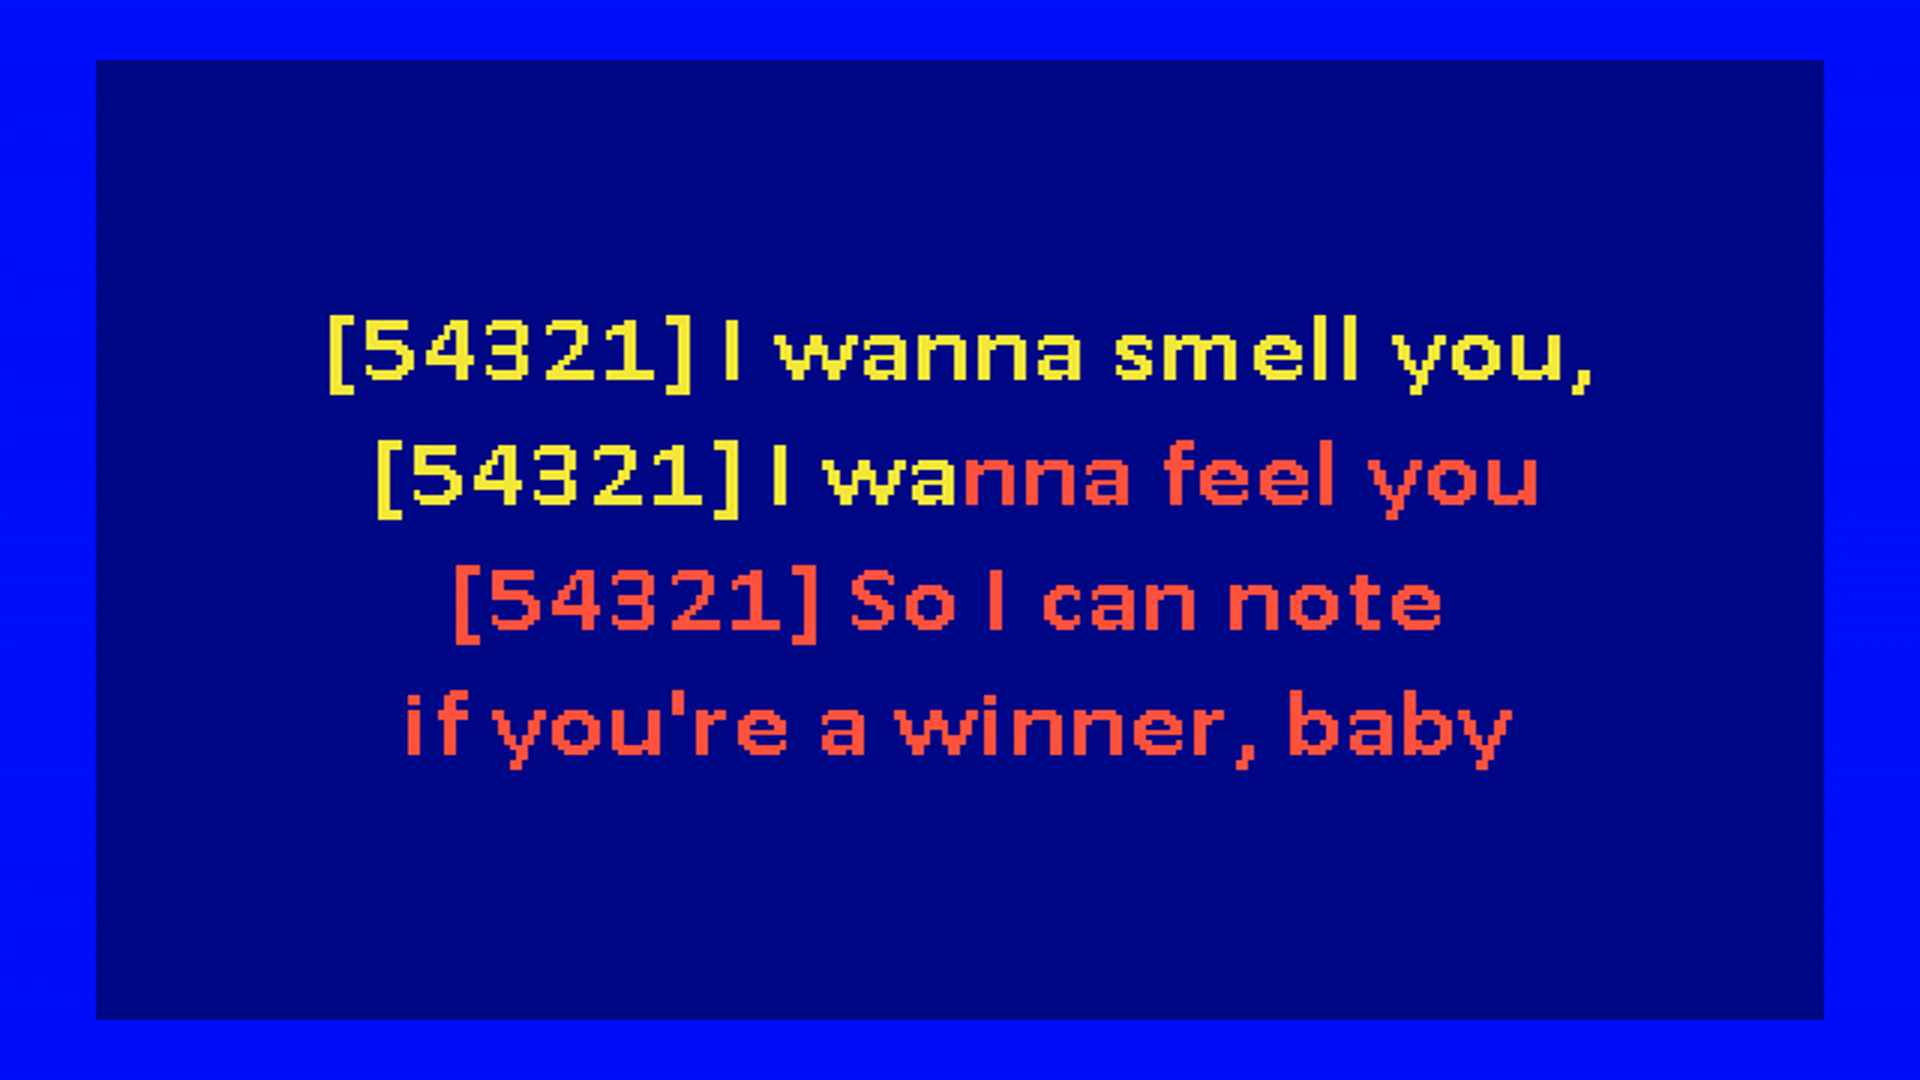 [54321] I wanna smell you,
[54321] I wanna feel you
[54321] So I can note
if you're a winner, baby